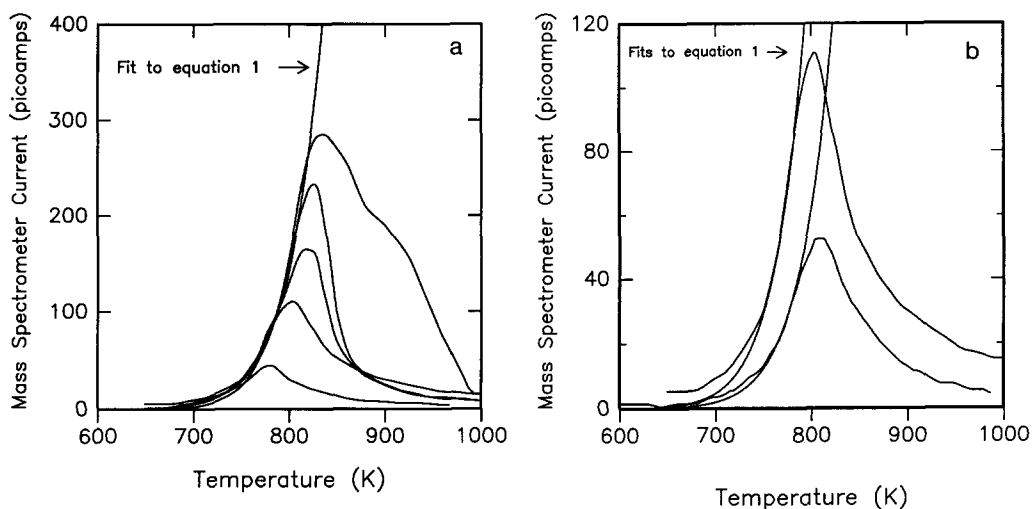 Mass Spectrometer Current (picoamps)
400
300
200
100
0
a
Fit to equation 1 →
600 700 800 900 1000
Temperature (K)
Mass Spectrometer Current (picoamps)
120
80
40
0
b
Fits to equation 1 →
600 700 800 900 1000
Temperature (K)